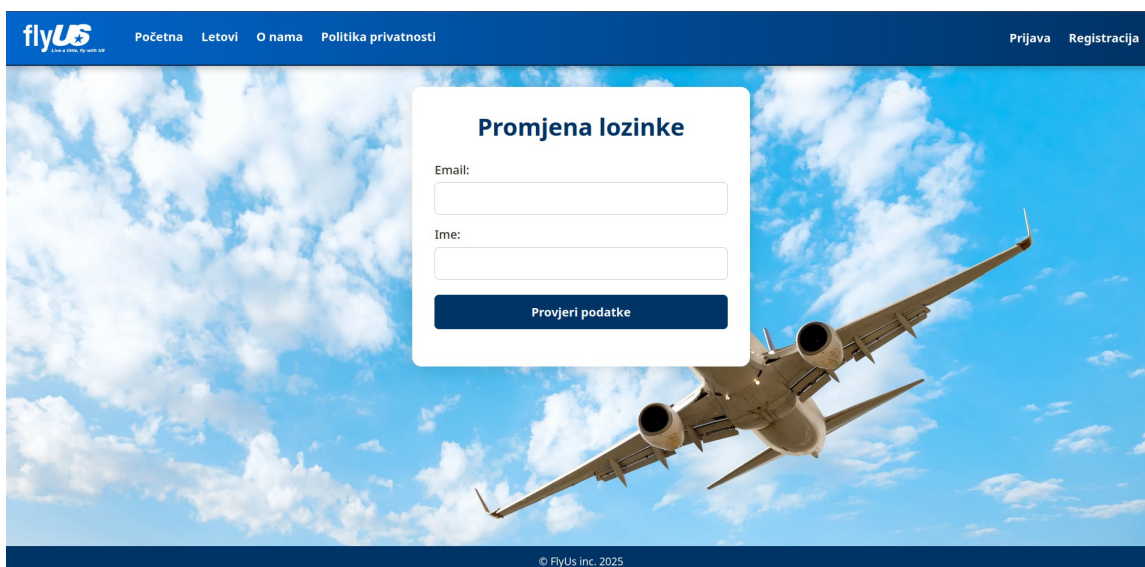 flyUS
Live a little, fly with US
Početna Letovi O nama Politika privatnosti
Prijava Registracija
Promjena lozinke
Email:
Ime:
Provjeri podatke
© FlyUs inc. 2025